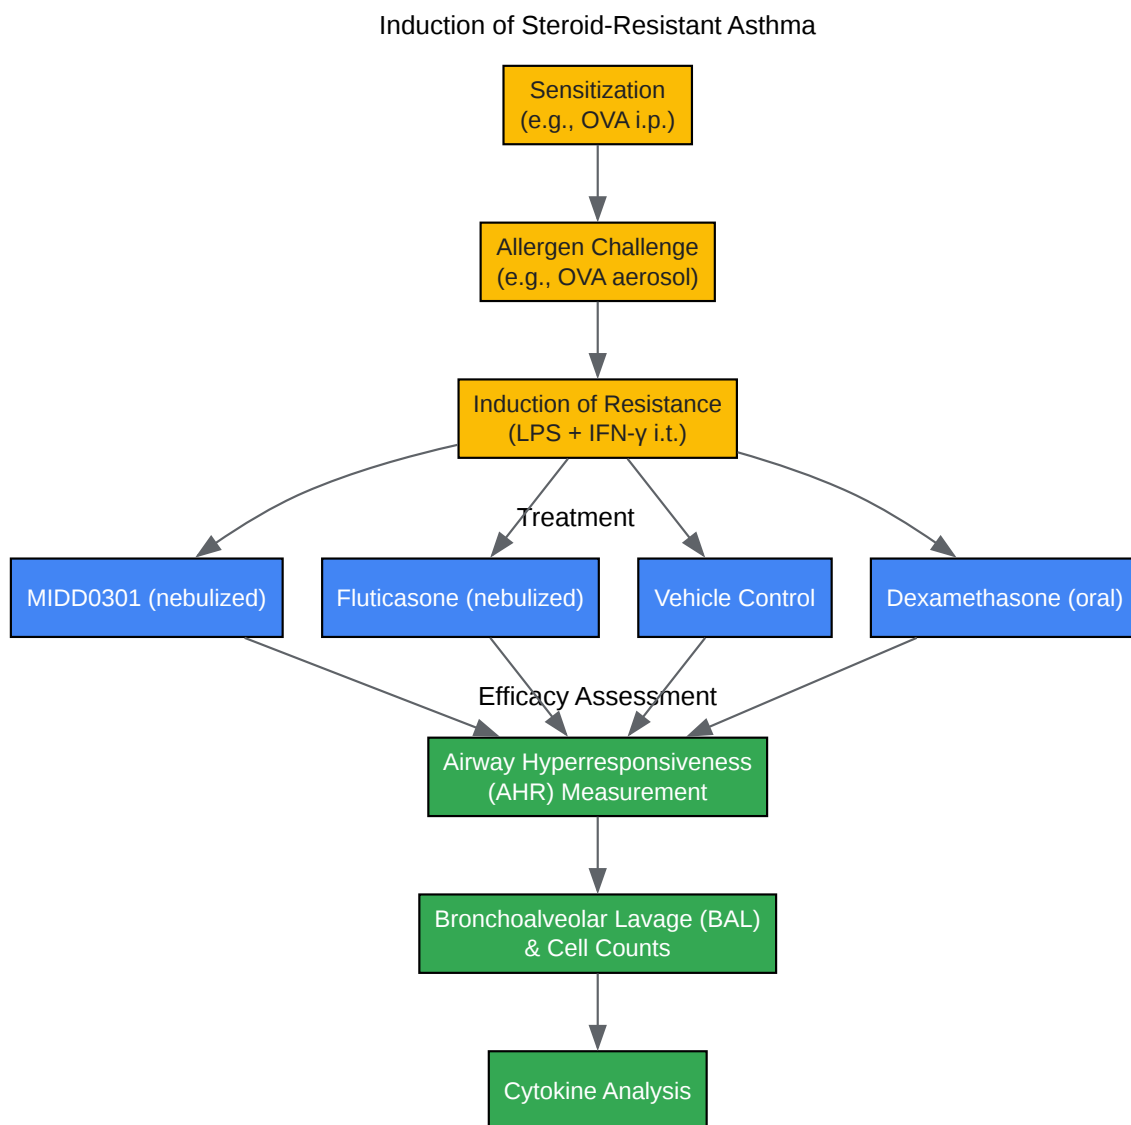 Induction of Steroid-Resistant Asthma
Sensitization
(e.g., OVA i.p.)
Allergen Challenge
(e.g., OVA aerosol)
Induction of Resistance
(LPS + IFN-γ i.t.)
Treatment
MIDD0301 (nebulized)
Fluticasone (nebulized)
Vehicle Control
Dexamethasone (oral)
Efficacy Assessment
Airway Hyperresponsiveness
(AHR) Measurement
Bronchoalveolar Lavage (BAL)
& Cell Counts
Cytokine Analysis